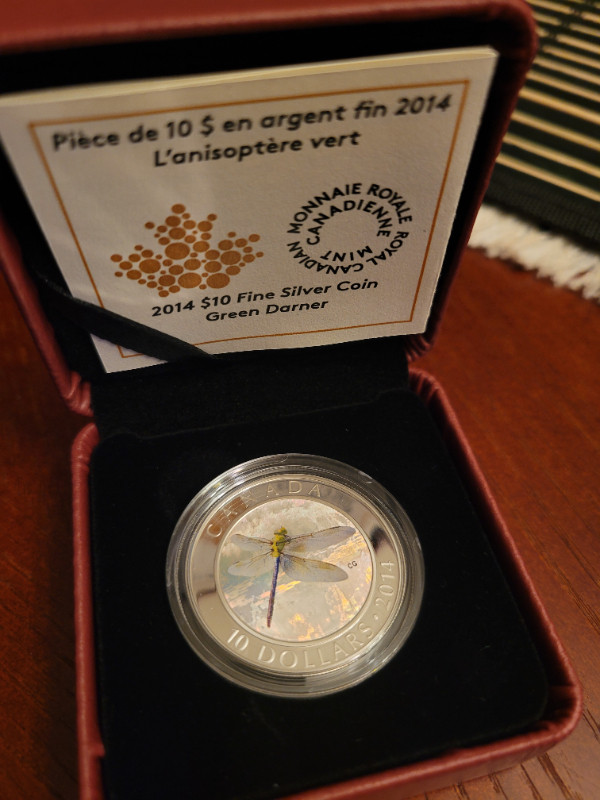 Pièce de 10 $ en argent fin 2014
L'anisoptère vert
MONNAIE ROYALE
CANADIENNE
ROYAL CANADIAN
MINT
2014 $10 Fine Silver Coin
Green Darner
CANADA
CG
10 DOLLARS • 2014